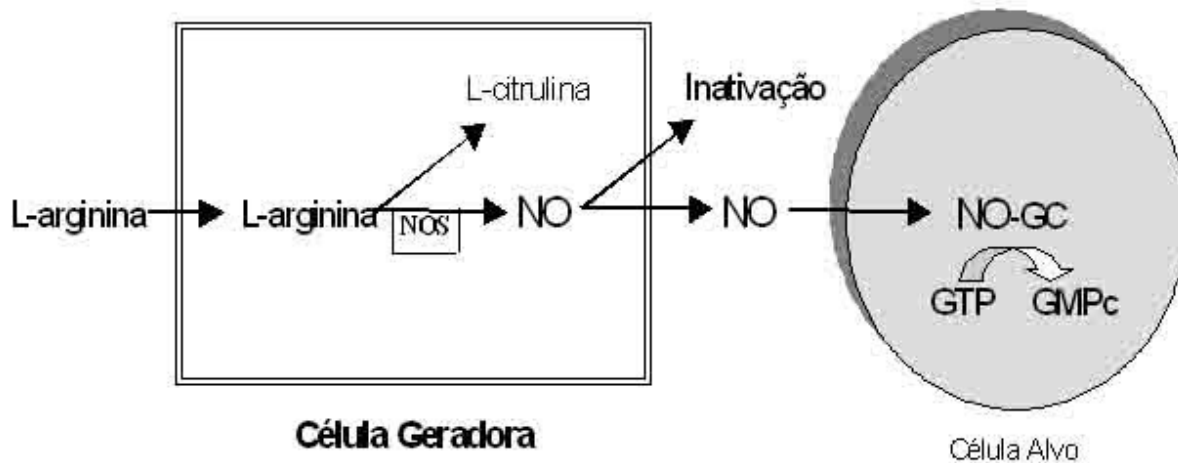 L-citrulina
Inativação
L-arginina
L-arginina
NOS
NO
NO
NO-GC
GTP
GMPc
Célula Geradora
Célula Alvo